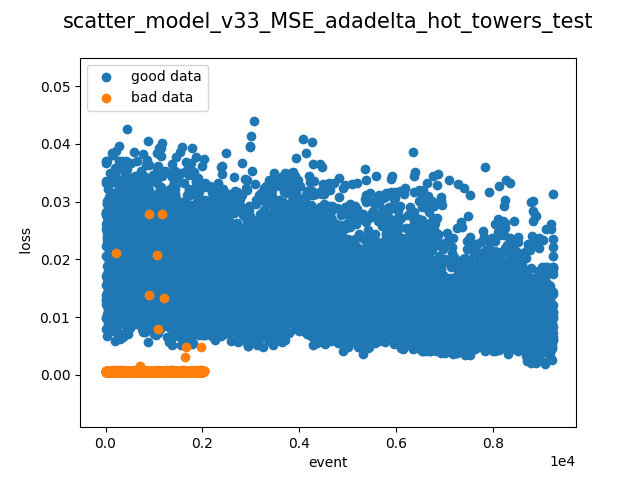 scatter_model_v33_MSE_adadelta_hot_towers_test
good data
bad data
0.05
0.04
0.03
0.02
0.01
0.00
loss
0.0
0.2
0.4
0.6
0.8
1e4
event